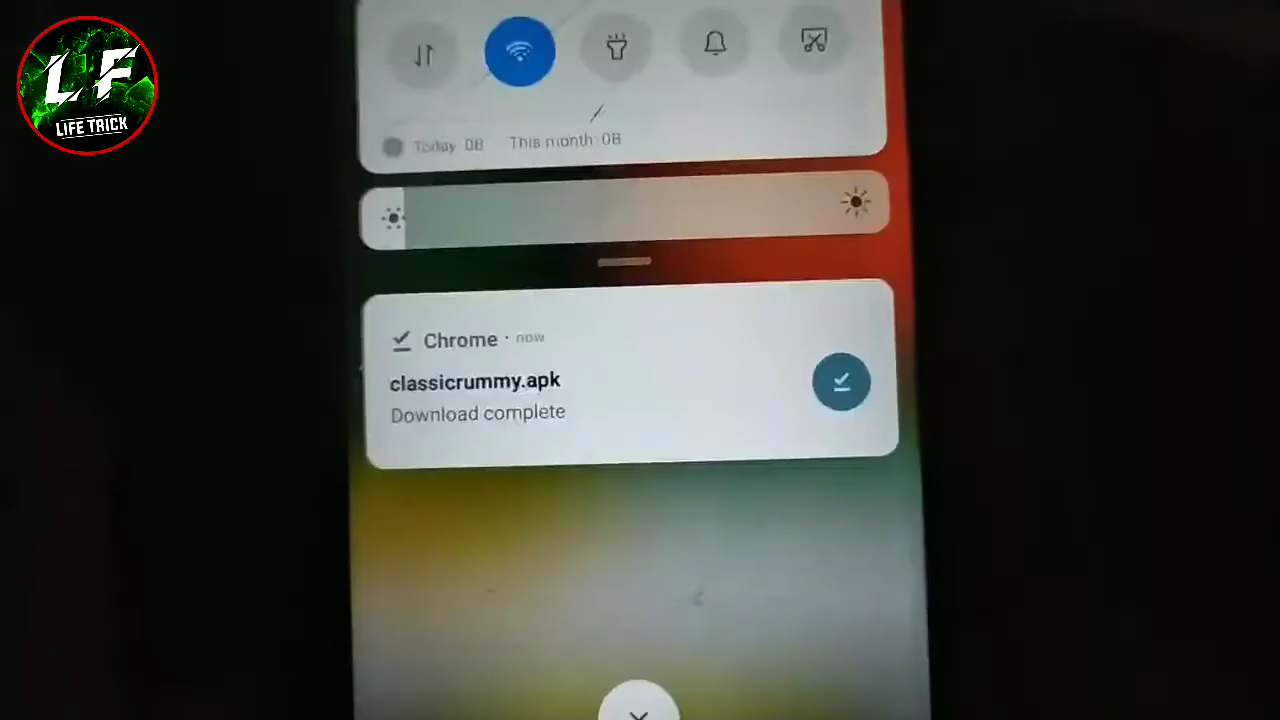 LF
LIFE TRICK
Today 0B This month 0B
Chrome · now
classicrummy.apk
Download complete